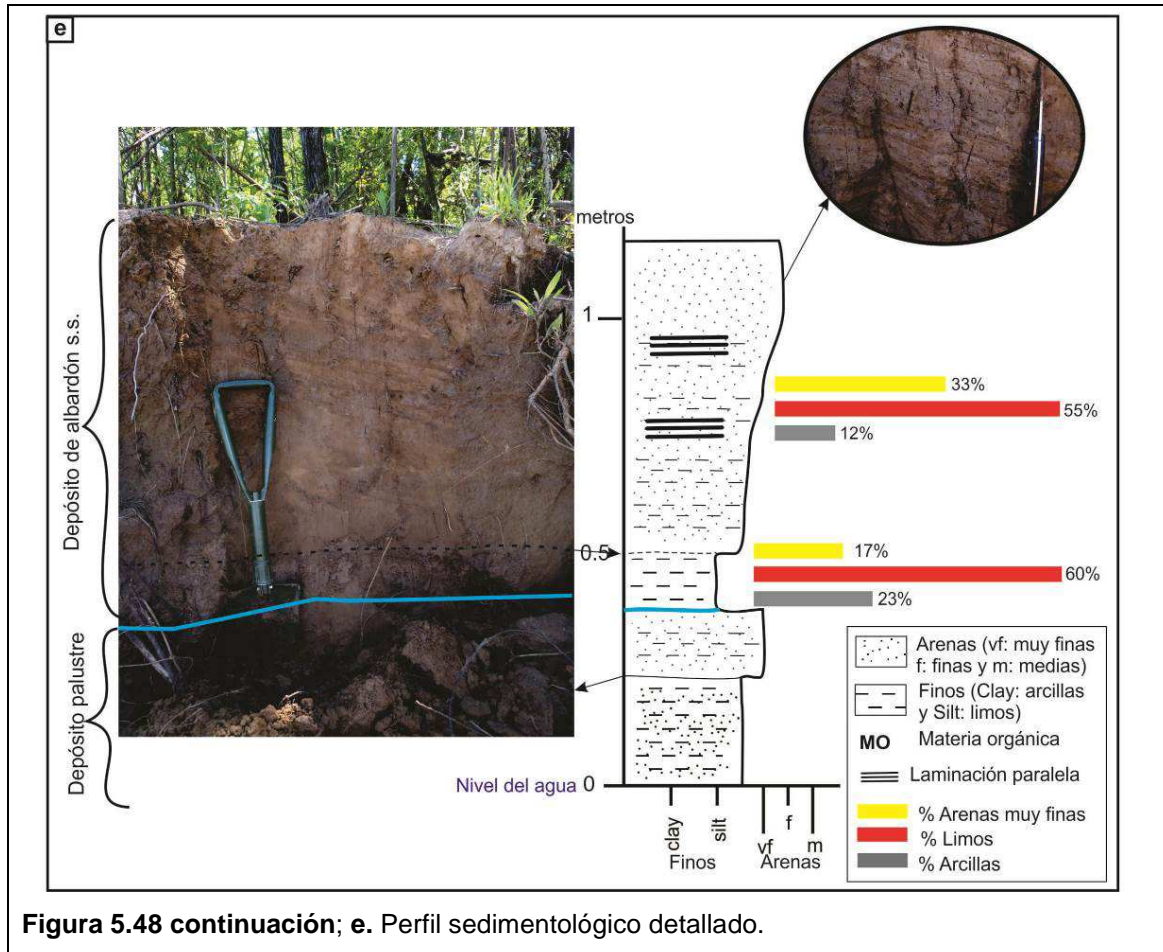 e
metros
Depósito de albardón s.s.
Depósito palustre
1
0.5
Nivel del agua 0
33%
55%
12%
17%
60%
23%
clay
silt
vf
f
m
Finos
Arenas
Arenas (vf: muy finas
f: finas y m: medias)
Finos (Clay: arcillas
y Silt: limos)
MO Materia orgánica
Laminación paralela
% Arenas muy finas
% Limos
% Arcillas
Figura 5.48 continuación; e. Perfil sedimentológico detallado.